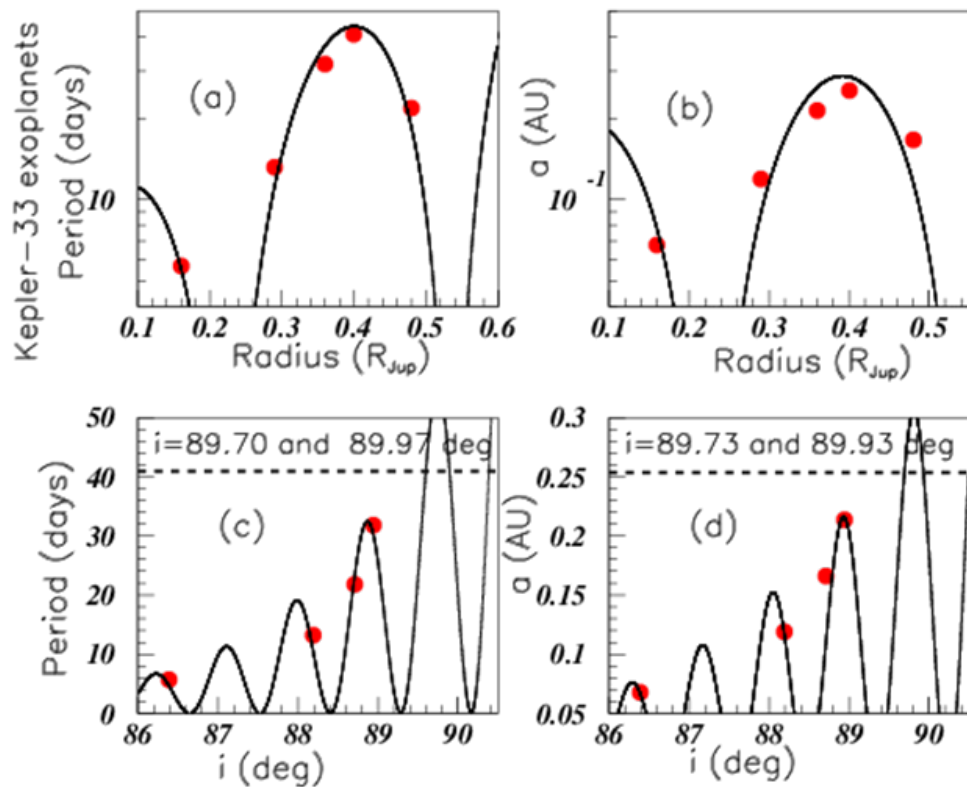 Kepler-33 exoplanets
Period (days)
(a)
10
0.1 0.2 0.3 0.4 0.5 0.6
Radius (RJup)
a (AU)
(b)
10-1
0.1 0.2 0.3 0.4 0.5
Radius (RJup)
Period (days)
50
40
30
20
10
0
i=89.70 and 89.97 deg
(c)
86 87 88 89 90
i (deg)
a (AU)
0.3
0.25
0.2
0.15
0.1
0.05
i=89.73 and 89.93 deg
(d)
86 87 88 89 90
i (deg)